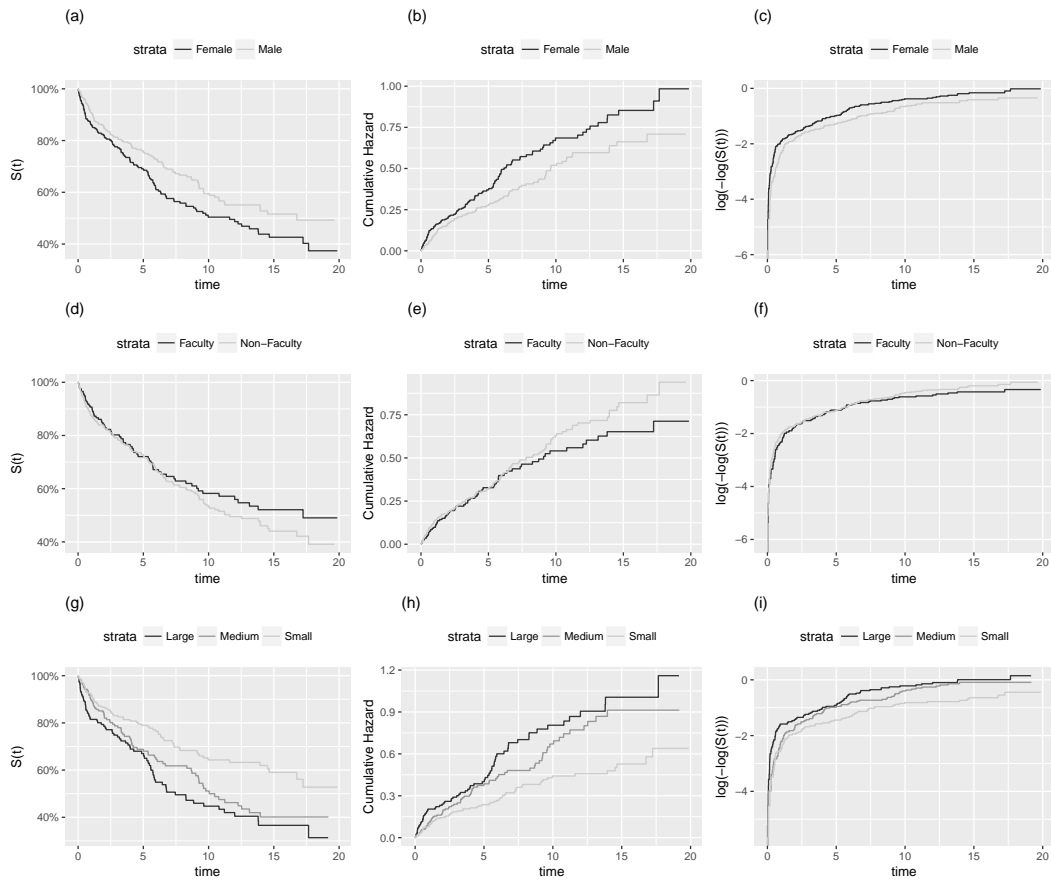 (a) (b) (c)
strata Female Male strata Female Male strata Female Male
100% 1.00 0
80% 0.75 −2
S(t) Cumulative Hazard log(−log(S(t)))
60% 0.50 −4
0.25
40% 0.00 −6
0 5 10 15 20 0 5 10 15 20 0 5 10 15 20
time time time
(d) (e) (f)
strata Faculty Non−Faculty strata Faculty Non−Faculty strata Faculty Non−Faculty
100% 0.75 0
80% 0.50 −2
S(t) Cumulative Hazard log(−log(S(t)))
60% 0.25 −4
40% 0.00 −6
0 5 10 15 20 0 5 10 15 20 0 5 10 15 20
time time time
(g) (h) (i)
strata Large Medium Small strata Large Medium Small strata Large Medium Small
100% 1.2 0
80% 0.9
S(t) Cumulative Hazard log(−log(S(t)))
60% 0.6 −2
40% 0.3 −4
0.0
0 5 10 15 20 0 5 10 15 20 0 5 10 15 20
time time time